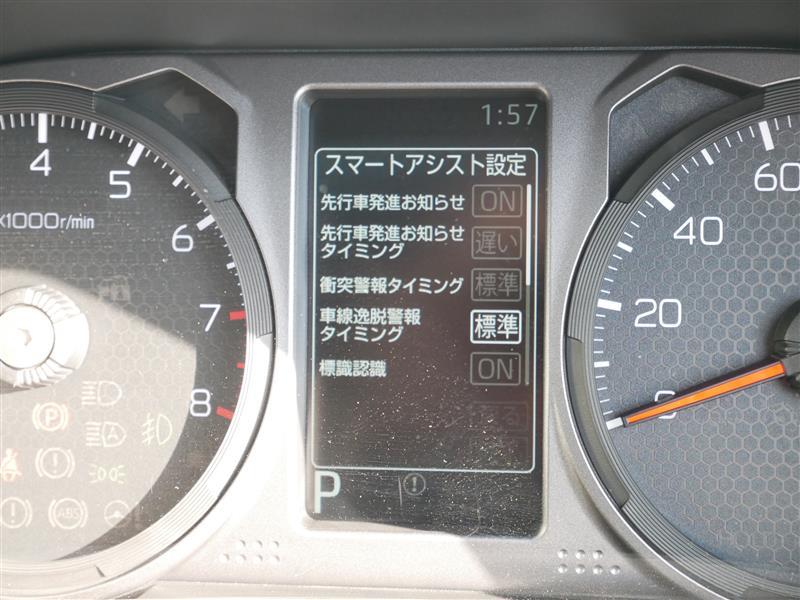 1:57
スマートアシスト設定
先行車発進お知らせ ON
先行車発進お知らせ
タイミング 遅い
衝突警報タイミング 標準
車線逸脱警報
タイミング 標準
標識認識 ON
P
4
5
6
7
8
x1000r/min
60
40
20
0
P
A
ABS